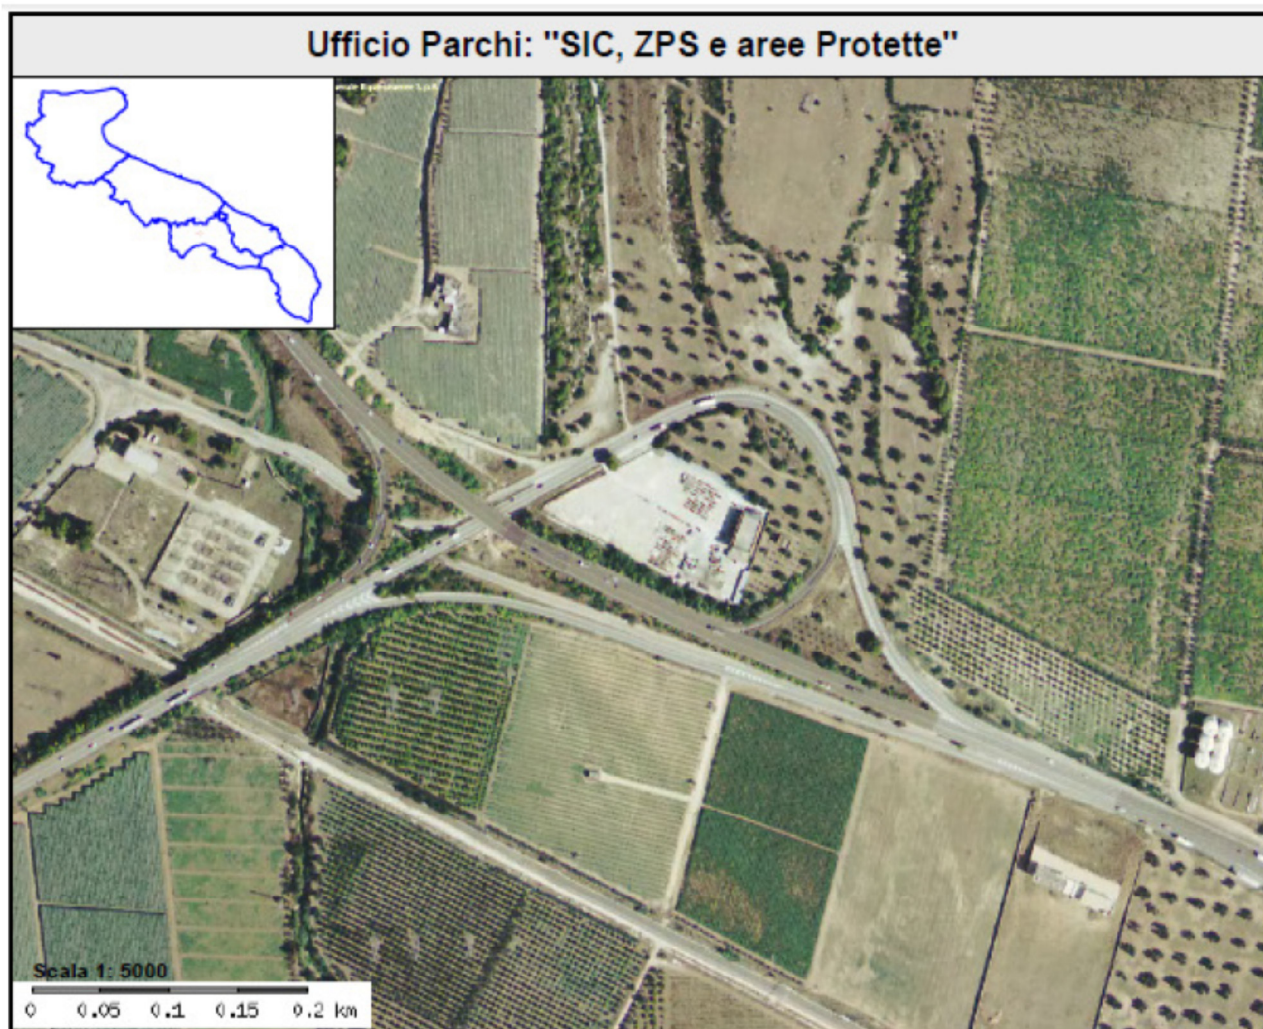 Ufficio Parchi: "SIC, ZPS e aree Protette"
Scala 1: 5000
0 0.05 0.1 0.15 0.2 km